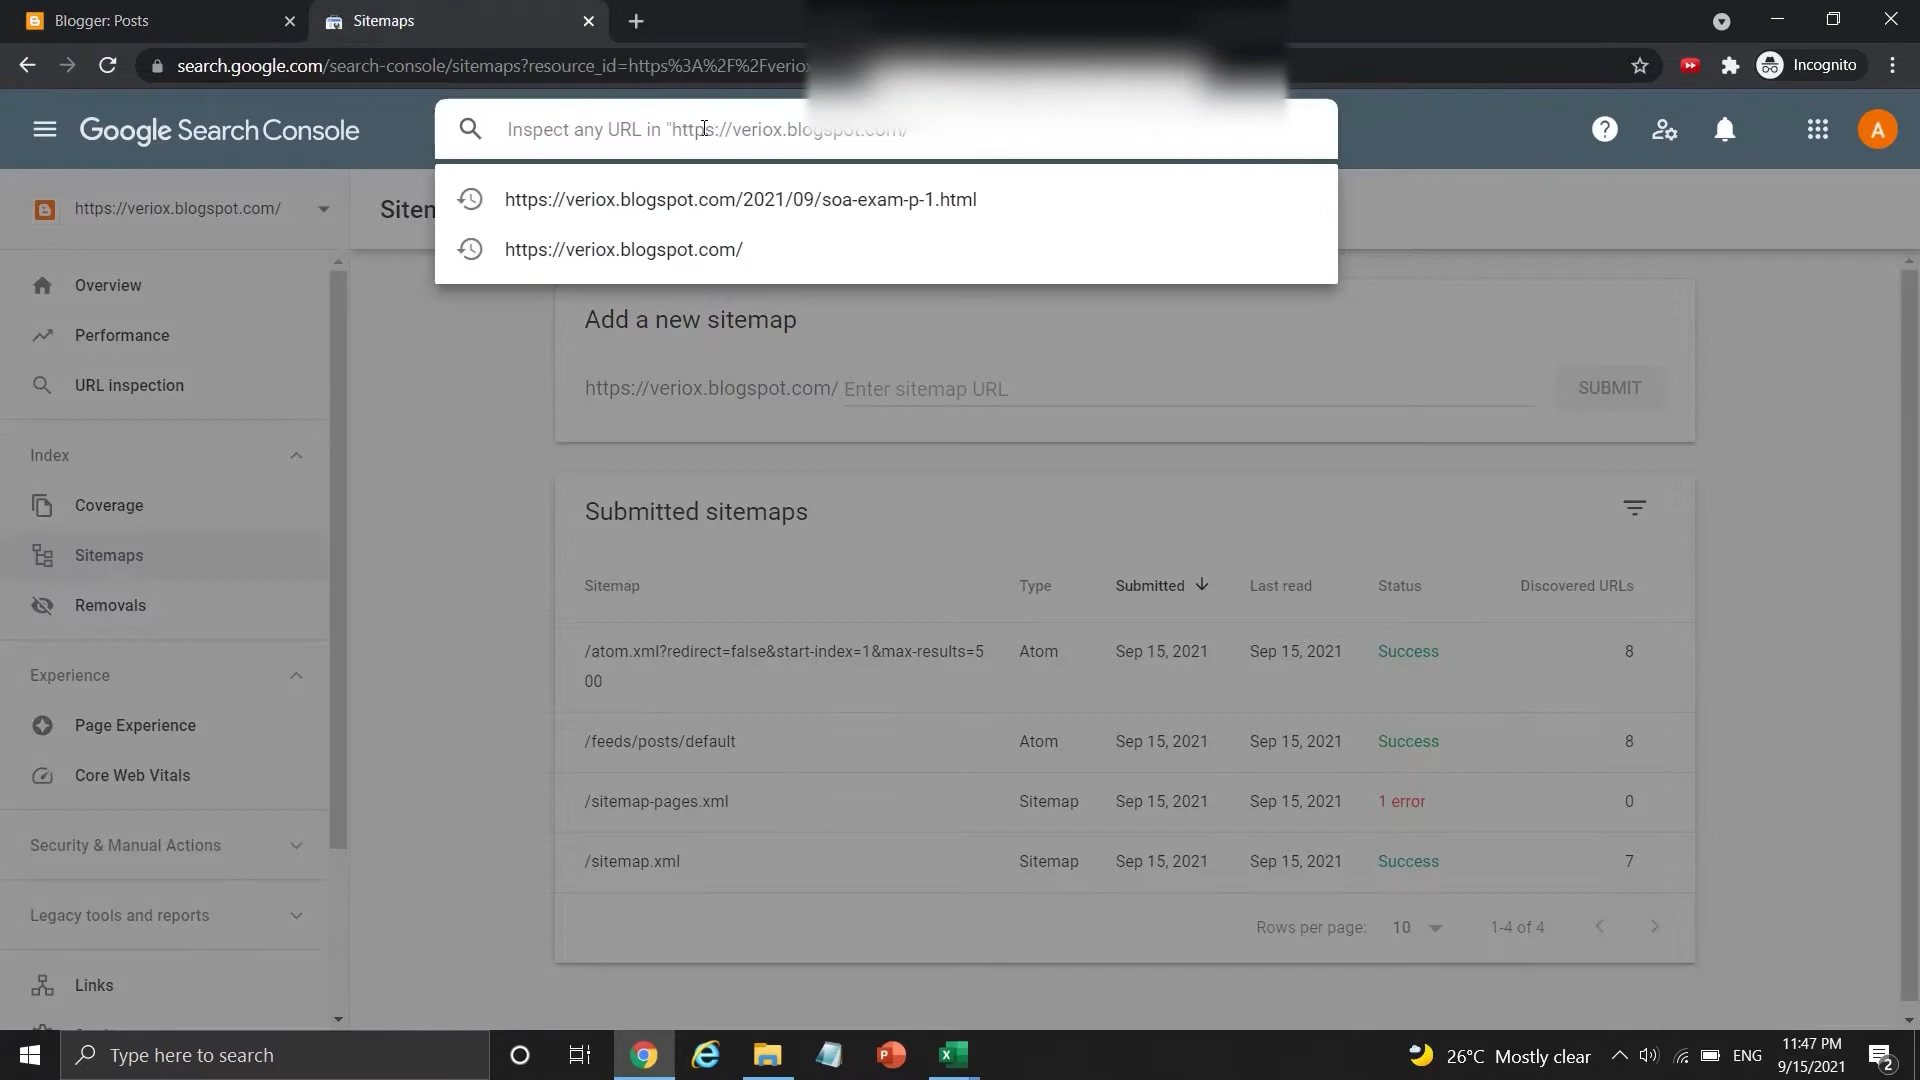 Blogger: Posts
Sitemaps
search.google.com/search-console/sitemaps?resource_id=https%3A%2F%2Fverio
Incognito
Google Search Console
Inspect any URL in "https://veriox.blogspot.com/
A
https://veriox.blogspot.com/2021/09/soa-exam-p-1.html
https://veriox.blogspot.com/
https://veriox.blogspot.com/
Overview
Performance
URL inspection
Index
Coverage
Sitemaps
Removals
Experience
Page Experience
Core Web Vitals
Security & Manual Actions
Legacy tools and reports
Links
Add a new sitemap
https://veriox.blogspot.com/ Enter sitemap URL
SUBMIT
Submitted sitemaps
Sitemap Type Submitted Last read Status Discovered URLs
/atom.xml?redirect=false&start-index=1&max-results=5
00 Atom Sep 15, 2021 Sep 15, 2021 Success 8
/feeds/posts/default Atom Sep 15, 2021 Sep 15, 2021 Success 8
/sitemap-pages.xml Sitemap Sep 15, 2021 Sep 15, 2021 1 error 0
/sitemap.xml Sitemap Sep 15, 2021 Sep 15, 2021 Success 7
Rows per page: 10 1-4 of 4
Type here to search
26°C Mostly clear
ENG
11:47 PM
9/15/2021
2